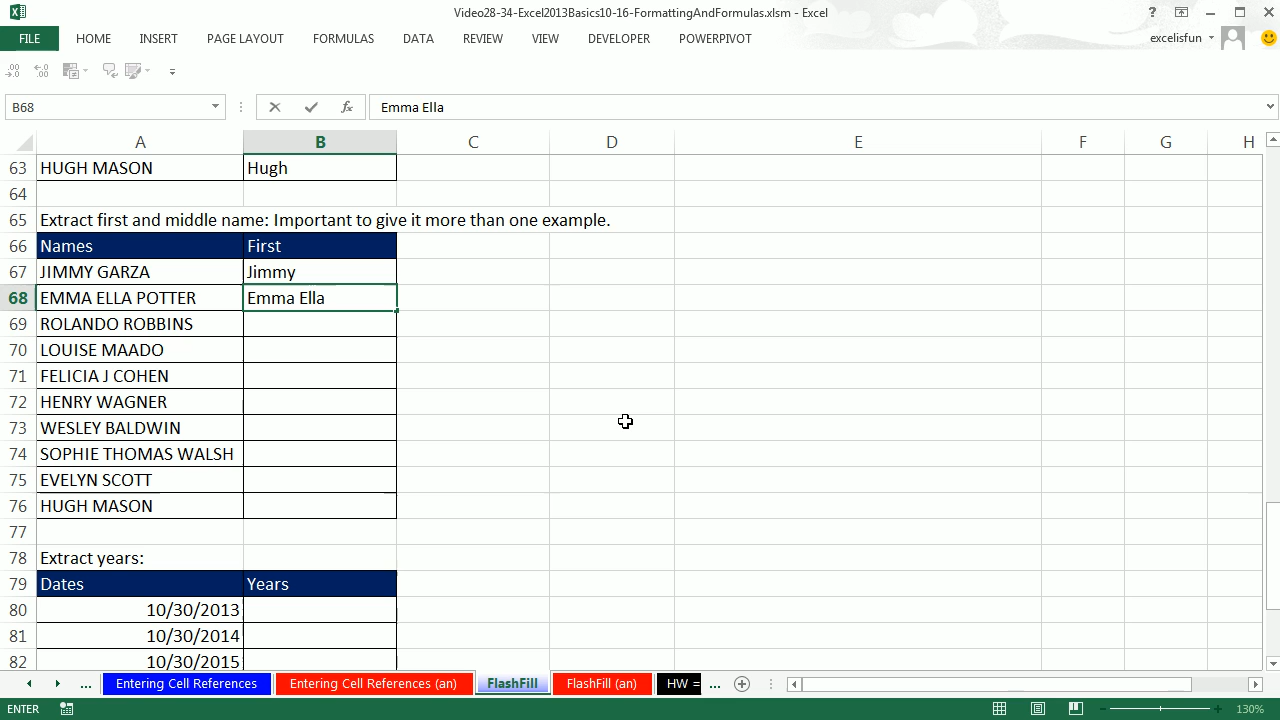 Video28-34-Excel2013Basics10-16-FormattingAndFormulas.xlsm - Excel
FILE HOME INSERT PAGE LAYOUT FORMULAS DATA REVIEW VIEW DEVELOPER POWERPIVOT excelisfun
B68 fx Emma Ella
A B C D E F G H
63 HUGH MASON Hugh
64
65 Extract first and middle name: Important to give it more than one example.
66 Names First
67 JIMMY GARZA Jimmy
68 EMMA ELLA POTTER Emma Ella
69 ROLANDO ROBBINS
70 LOUISE MAADO
71 FELICIA J COHEN
72 HENRY WAGNER
73 WESLEY BALDWIN
74 SOPHIE THOMAS WALSH
75 EVELYN SCOTT
76 HUGH MASON
77
78 Extract years:
79 Dates Years
80 10/30/2013
81 10/30/2014
82 10/30/2015
... Entering Cell References Entering Cell References (an) FlashFill FlashFill (an) HW = ...
ENTER 130%